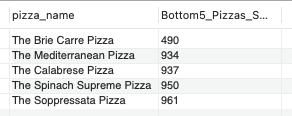 pizza_name Bottom5_Pizzas_S...
The Brie Carre Pizza 490
The Mediterranean Pizza 934
The Calabrese Pizza 937
The Spinach Supreme Pizza 950
The Soppressata Pizza 961